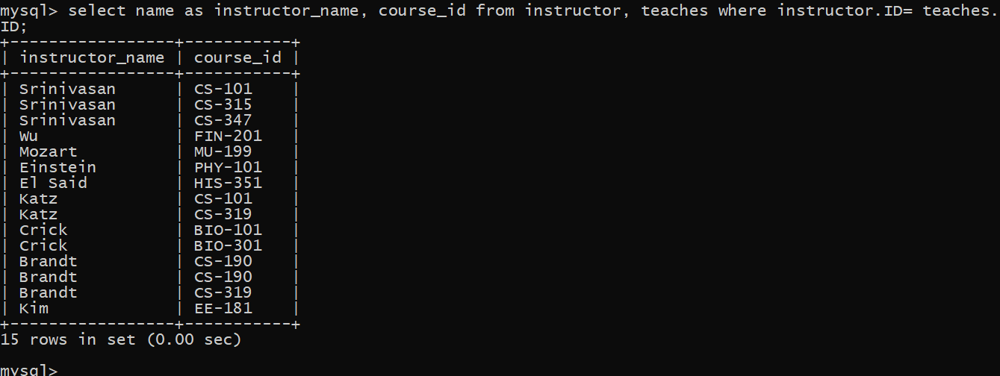 mysql> select name as instructor_name, course_id from instructor, teaches where instructor.ID= teaches.
ID;
+-----------------+-----------+
| instructor_name | course_id |
+-----------------+-----------+
| Srinivasan      | CS-101    |
| Srinivasan      | CS-315    |
| Srinivasan      | CS-347    |
| Wu              | FIN-201   |
| Mozart          | MU-199    |
| Einstein        | PHY-101   |
| El Said         | HIS-351   |
| Katz            | CS-101    |
| Katz            | CS-319    |
| Crick           | BIO-101   |
| Crick           | BIO-301   |
| Brandt          | CS-190    |
| Brandt          | CS-190    |
| Brandt          | CS-319    |
| Kim             | EE-181    |
+-----------------+-----------+
15 rows in set (0.00 sec)
mysql>